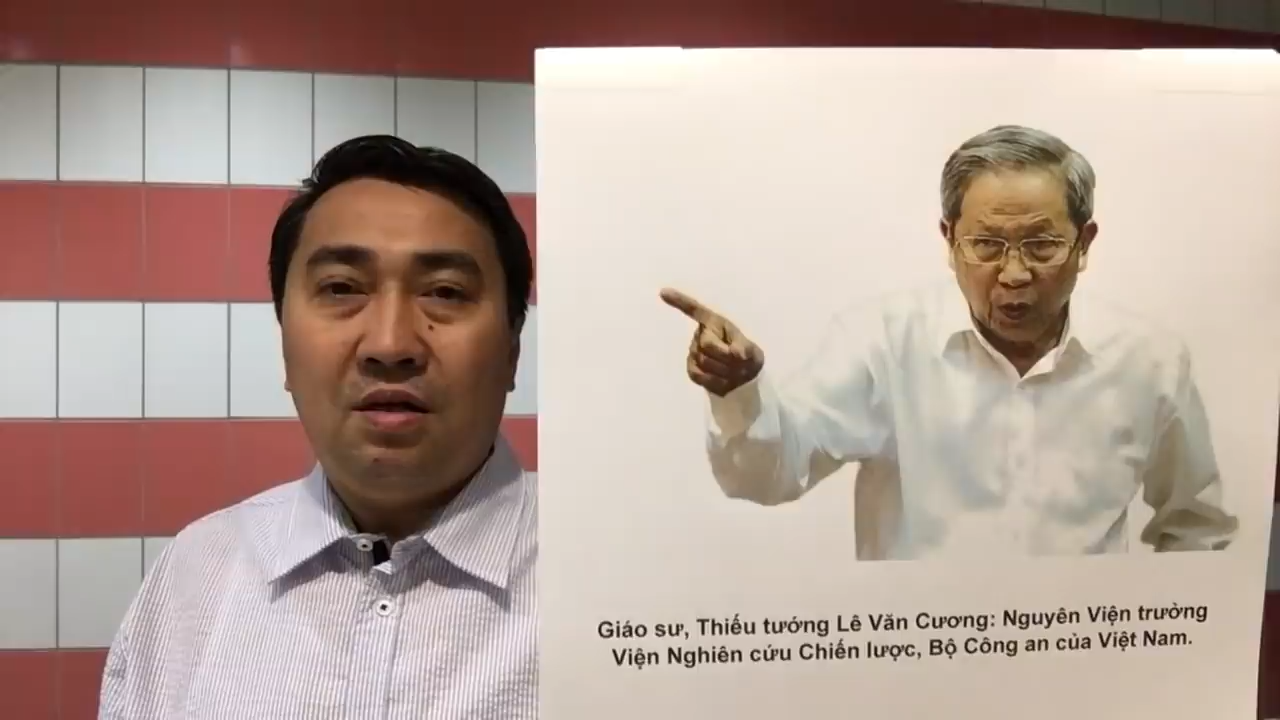 Giáo sư, Thiếu tướng Lê Văn Cương: Nguyên Viện trưởng
Viện Nghiên cứu Chiến lược, Bộ Công an của Việt Nam.